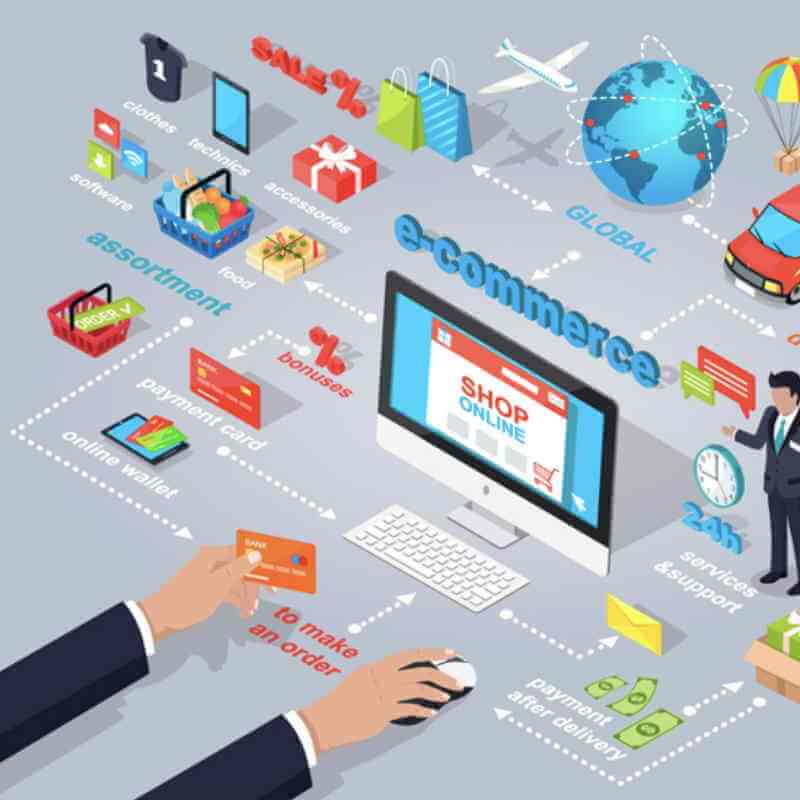 1
SALE%
clothes
technics
software
accessories
GLOBAL
e-commerce
assortment
food
ORDER
%
bonuses
BANK
payment card
SHOP
ONLINE
online wallet
24h
services
&support
BANK
to make
an order
payment
after delivery